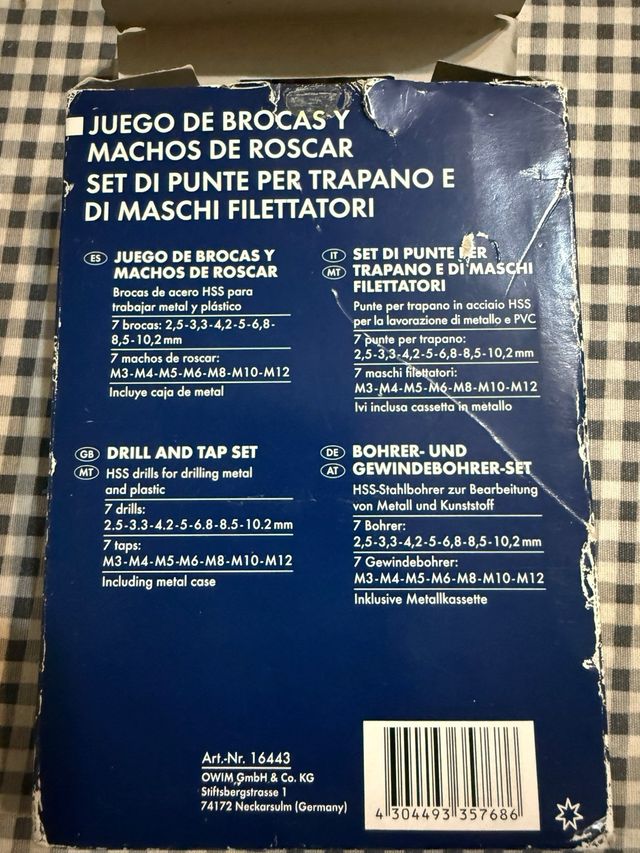 JUEGO DE BROCAS Y
MACHOS DE ROSCAR
SET DI PUNTE PER TRAPANO E
DI MASCHI FILETTATORI
ES JUEGO DE BROCAS Y
MACHOS DE ROSCAR
Brocas de acero HSS para
trabajar metal y plástico
7 brocas: 2,5-3,3-4,2-5-6,8-
8,5-10,2 mm
7 machos de roscar:
M3-M4-M5-M6-M8-M10-M12
Incluye caja de metal
IT SET DI PUNTE PER
MT TRAPANO E DI MASCHI
FILETTATORI
Punte per trapano in acciaio HSS
per la lavorazione di metallo e PVC
7 punte per trapano:
2,5-3,3-4,2-5-6,8-8,5-10,2 mm
7 maschi filettatori:
M3-M4-M5-M6-M8-M10-M12
Ivi inclusa cassetta in metallo
GB DRILL AND TAP SET
MT HSS drills for drilling metal
and plastic
7 drills:
2.5-3.3-4.2-5-6.8-8.5-10.2 mm
7 taps:
M3-M4-M5-M6-M8-M10-M12
Including metal case
DE BOHRER- UND
AT GEWINDEBOHRER-SET
HSS-Stahlbohrer zur Bearbeitung
von Metall und Kunststoff
7 Bohrer:
2,5-3,3-4,2-5-6,8-8,5-10,2 mm
7 Gewindebohrer:
M3-M4-M5-M6-M8-M10-M12
Inklusive Metallkassette
Art.-Nr. 16443
OWIM GmbH & Co. KG
Stiftsbergstrasse 1
74172 Neckarsulm (Germany)
4 304493 357686